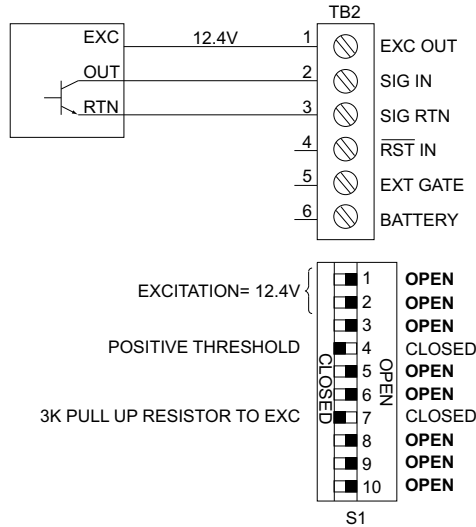 TB2
EXC 12.4V 1 EXC OUT
OUT 2 SIG IN
RTN 3 SIG RTN
4 RST IN
5 EXT GATE
6 BATTERY
EXCITATION= 12.4V
1 OPEN
2 OPEN
3 OPEN
POSITIVE THRESHOLD 4 CLOSED
5 OPEN
6 OPEN
3K PULL UP RESISTOR TO EXC 7 CLOSED
8 OPEN
9 OPEN
10 OPEN
CLOSED
OPEN
S1